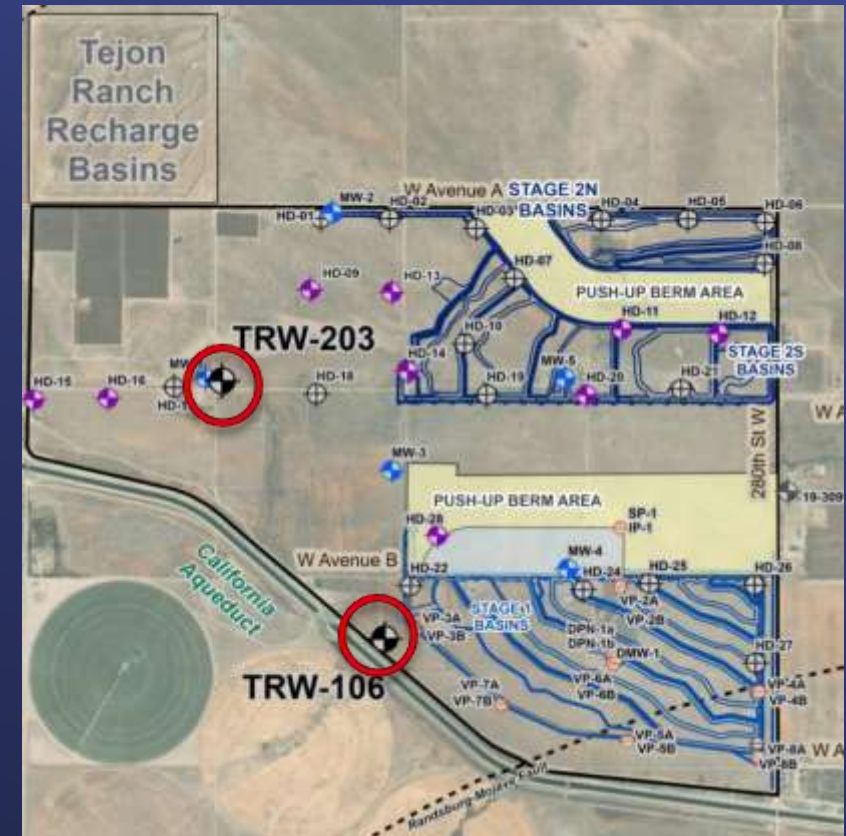 Tejon
Ranch
Recharge
Basins
W Avenue A
STAGE 2N
BASINS
MW-2
HD-01
HD-02
HD-03
HD-04
HD-05
HD-06
HD-07
HD-08
HD-09
HD-13
PUSH-UP BERM AREA
HD-11
HD-12
TRW-203
HD-10
HD-14
STAGE 2S
BASINS
MW-5
HD-15
HD-16
HD-18
HD-19
HD-20
HD-21
280th St W
MW-3
PUSH-UP BERM AREA
SP-1
IP-1
HD-28
19-309
California
Aqueduct
W Avenue B
MW-4
HD-22
HD-24
HD-25
HD-26
STAGE 1
BASINS
VP-2A
VP-2B
VP-3A
VP-3B
DPN-1a
DPN-1b
DMW-1
HD-27
TRW-106
VP-6A
VP-6B
VP-7A
VP-7B
VP-4A
VP-4B
VP-5A
VP-5B
VP-8A
VP-8B
Randsburg-Mojave Fault